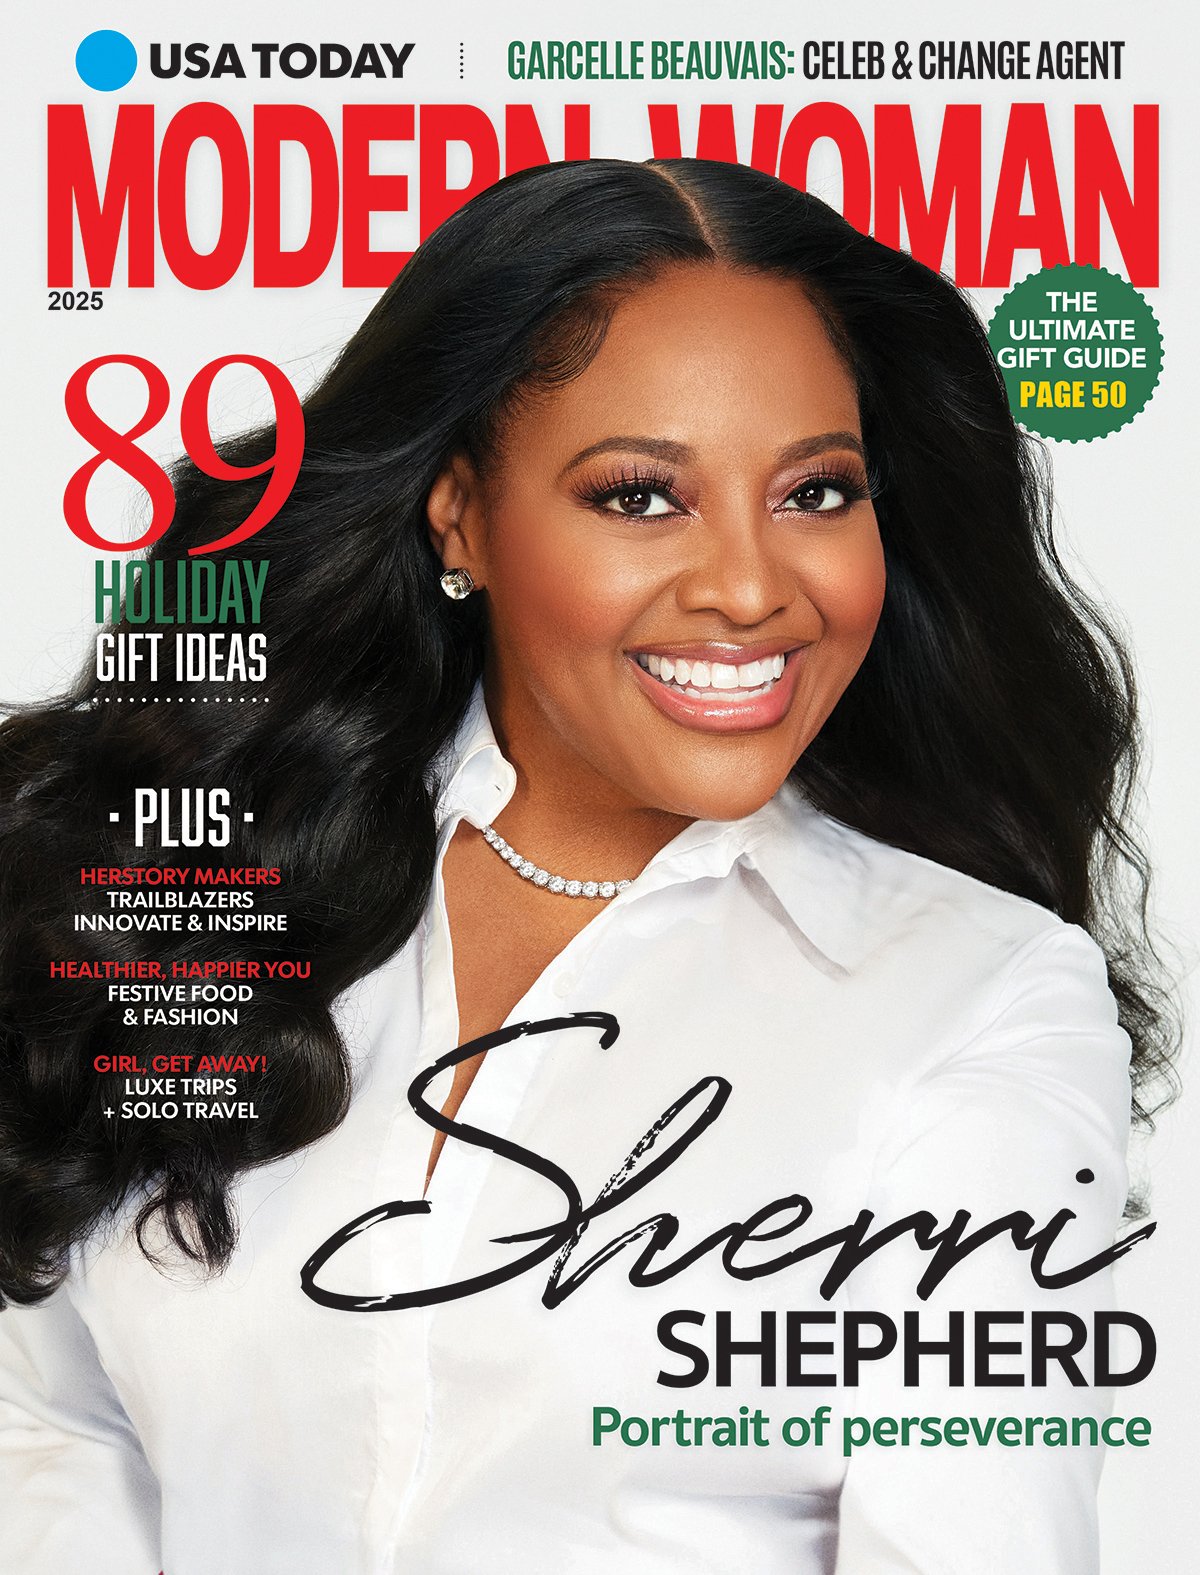 USA TODAY
GARCELLE BEAUVAIS: CELEB & CHANGE AGENT
MODERN WOMAN
2025
THE
ULTIMATE
GIFT GUIDE
PAGE 50
89
HOLIDAY
GIFT IDEAS
· PLUS ·
HERSTORY MAKERS
TRAILBLAZERS
INNOVATE & INSPIRE
HEALTHIER, HAPPIER YOU
FESTIVE FOOD
& FASHION
GIRL, GET AWAY!
LUXE TRIPS
+ SOLO TRAVEL
Sherri
SHEPHERD
Portrait of perseverance